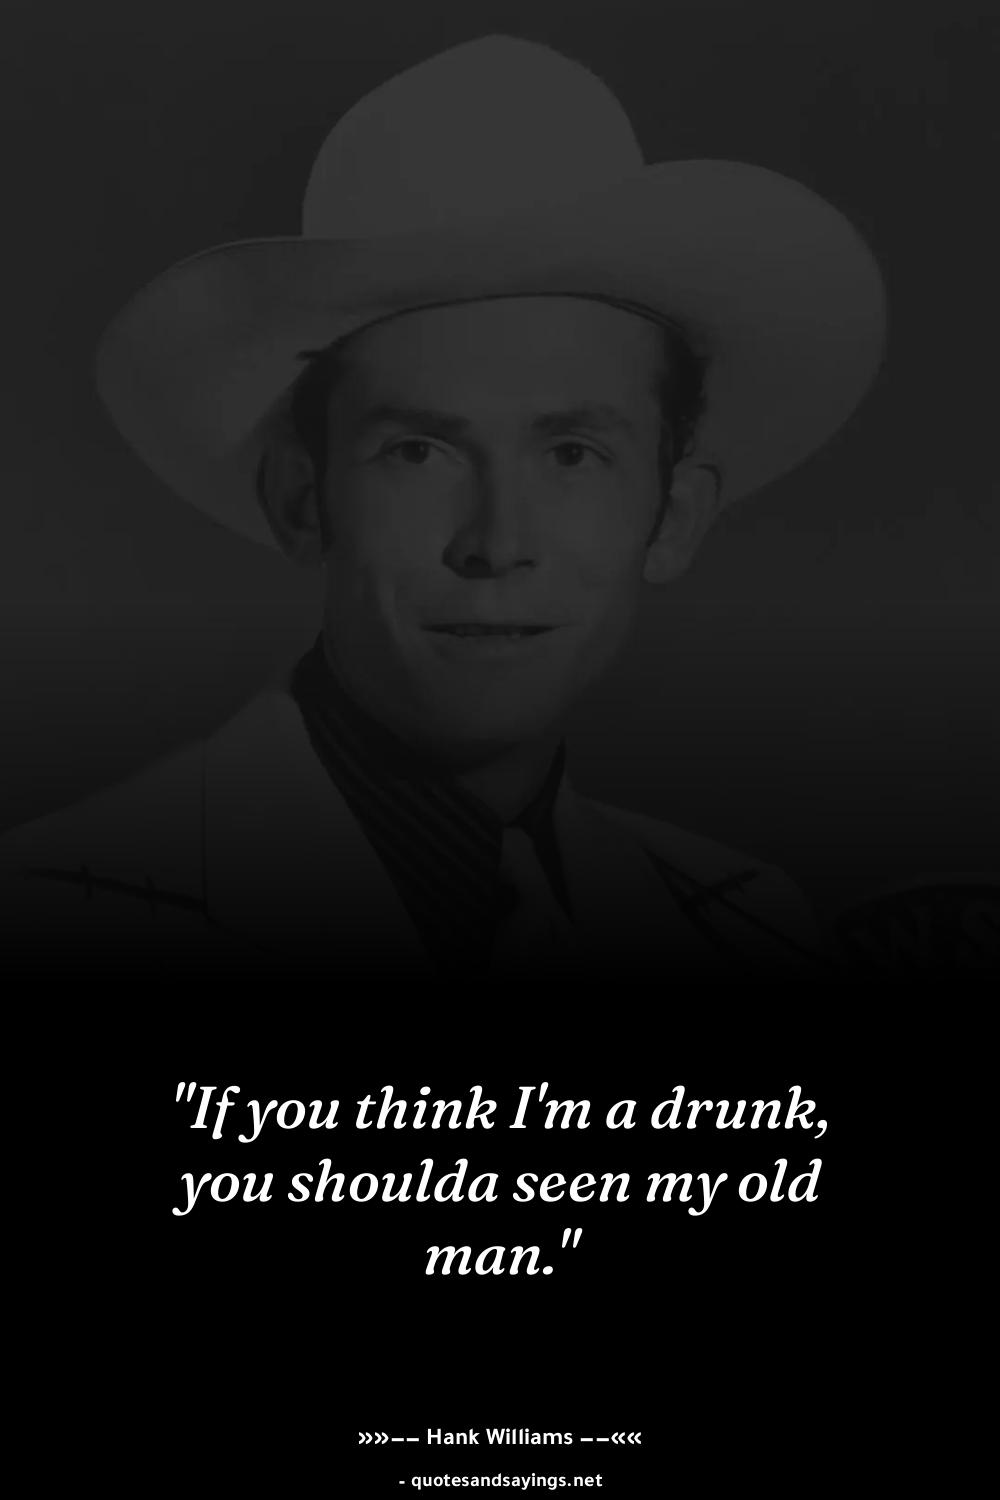 "If you think I'm a drunk,
you shoulda seen my old
man."
»»–– Hank Williams ––««
- quotesandsayings.net
W S